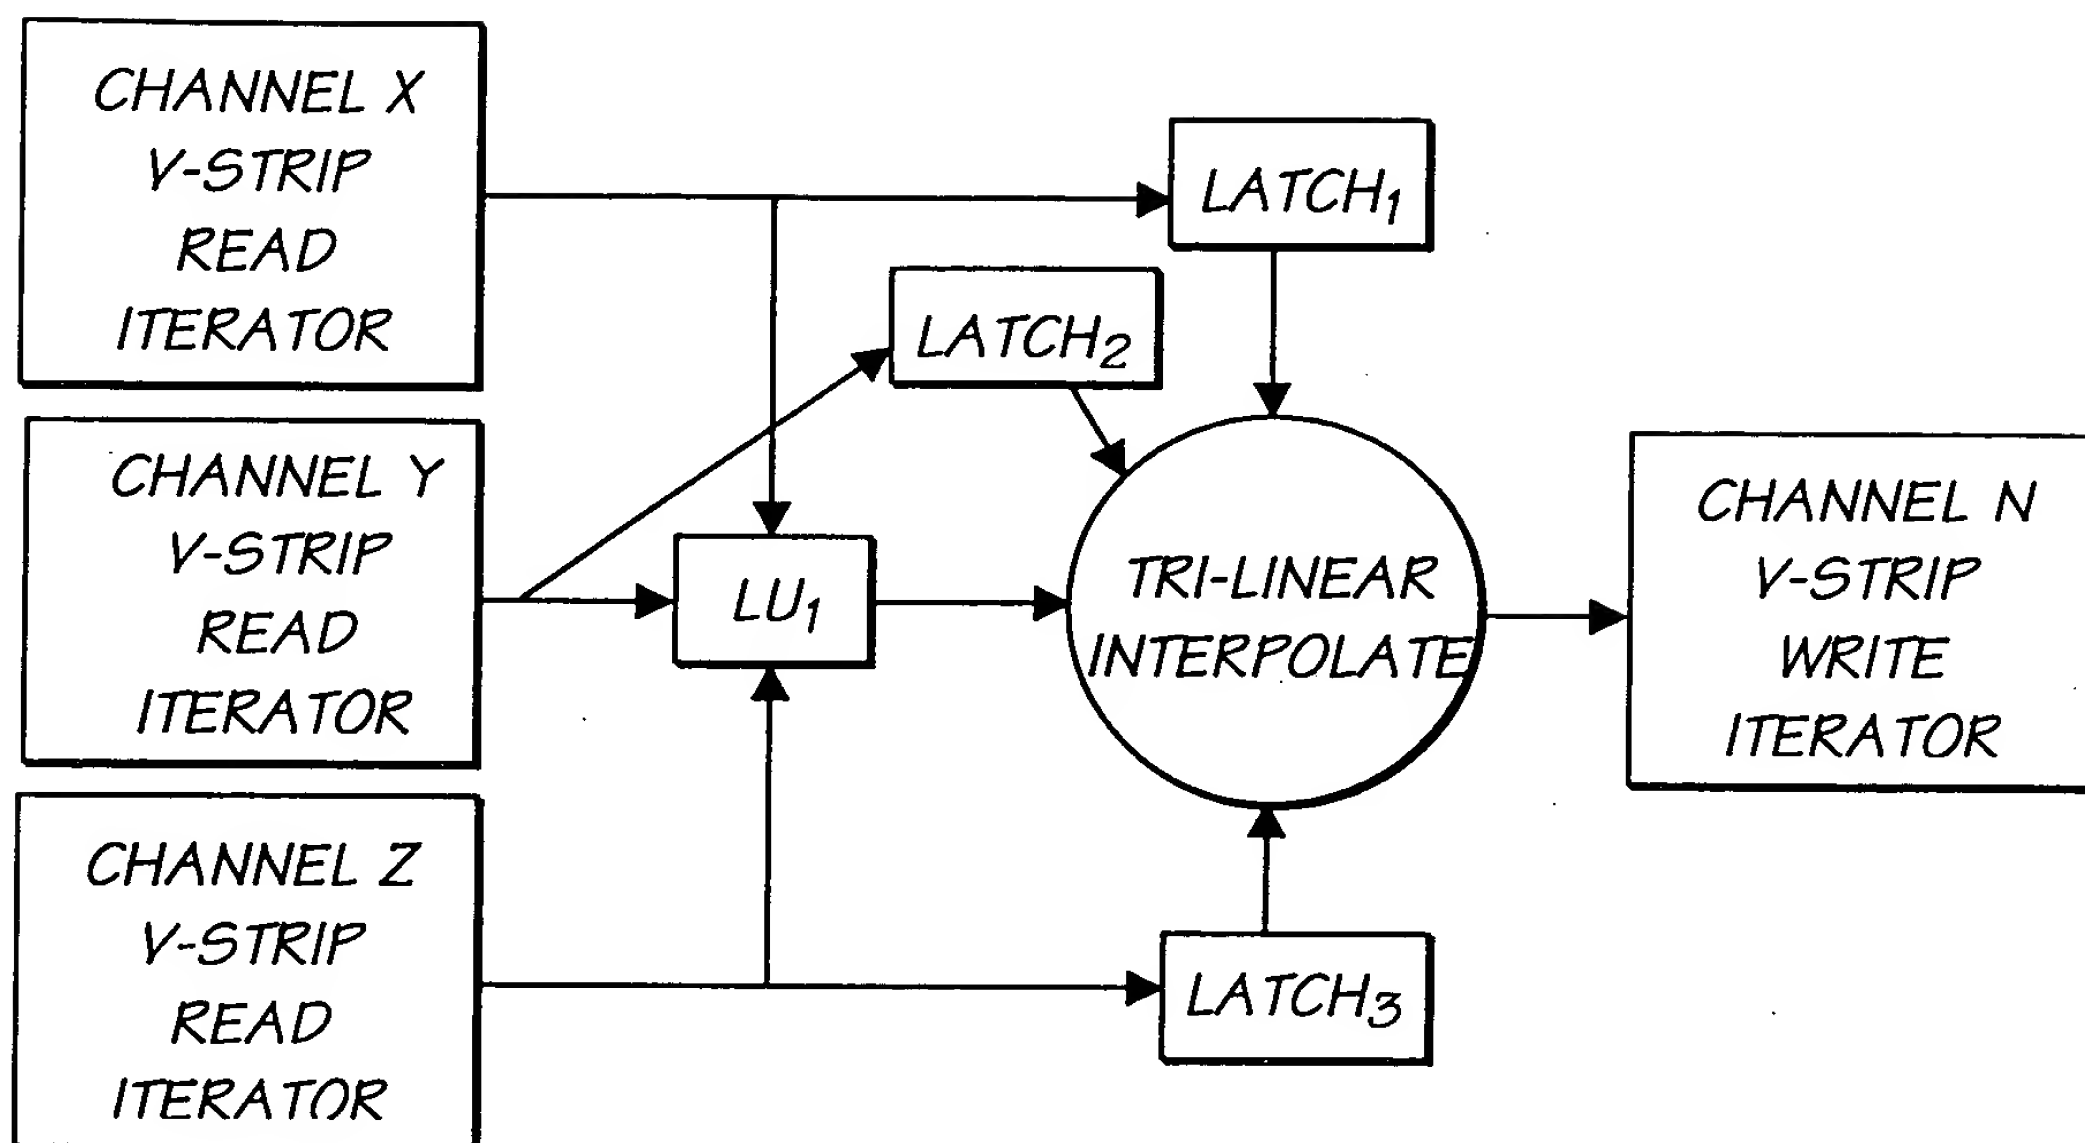 CHANNEL X
V-STRIP
READ
ITERATOR
LATCH1
LATCH2
CHANNEL Y
V-STRIP
READ
ITERATOR
LU1
TRI-LINEAR
INTERPOLATE
CHANNEL N
V-STRIP
WRITE
ITERATOR
CHANNEL Z
V-STRIP
READ
ITERATOR
LATCH3